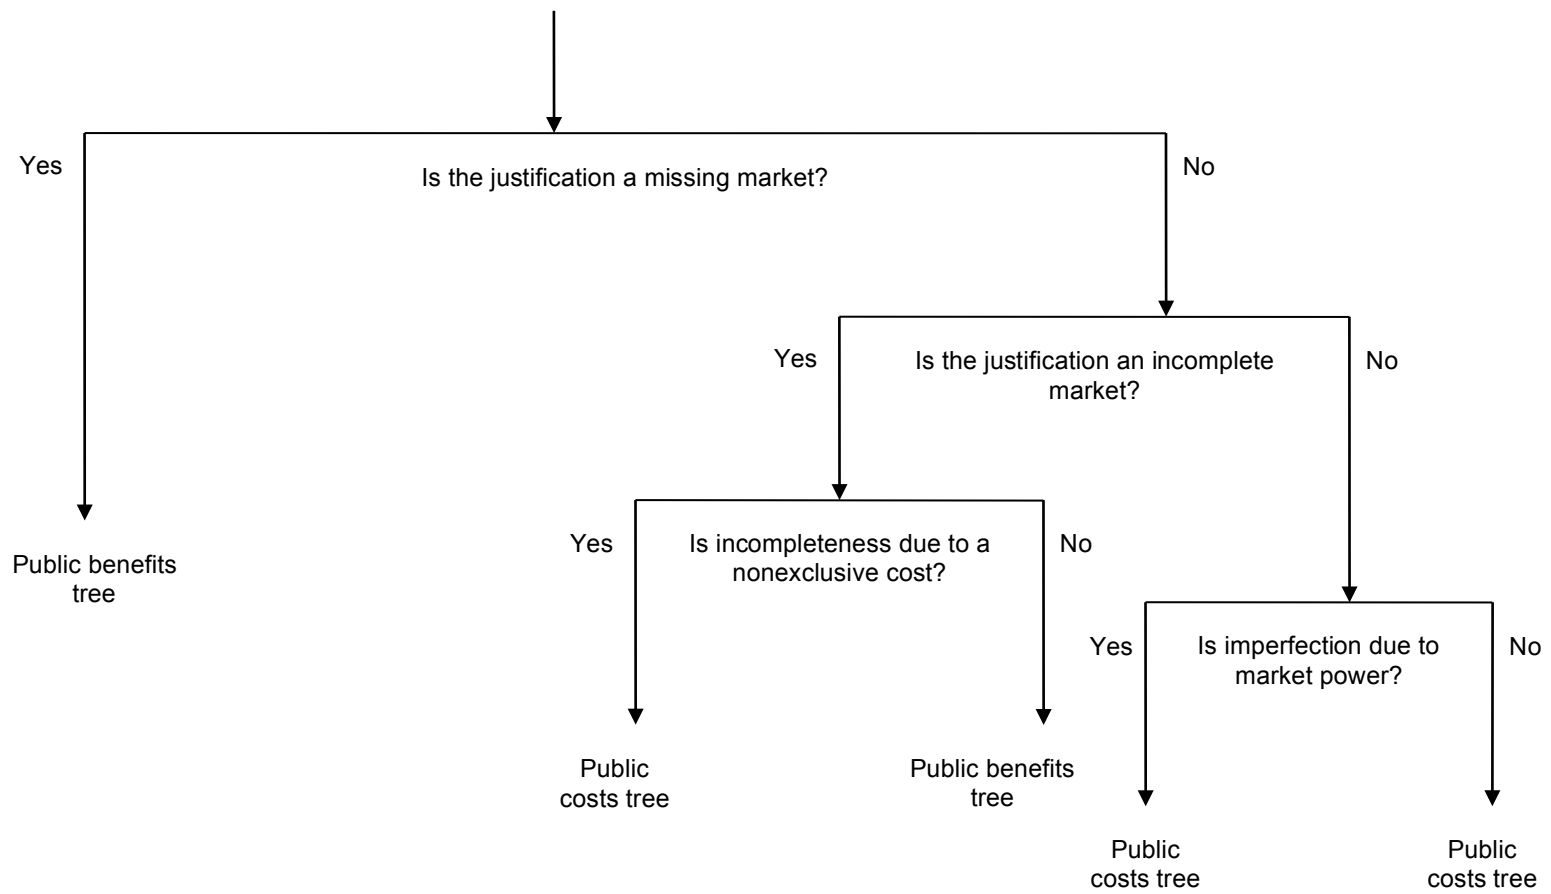 Yes
Is the justification a missing market?
No
Yes
Is the justification an incomplete
market?
No
Yes
Is incompleteness due to a
nonexclusive cost?
No
Public benefits
tree
Yes
Is imperfection due to
market power?
No
Public
costs tree
Public benefits
tree
Public
costs tree
Public
costs tree